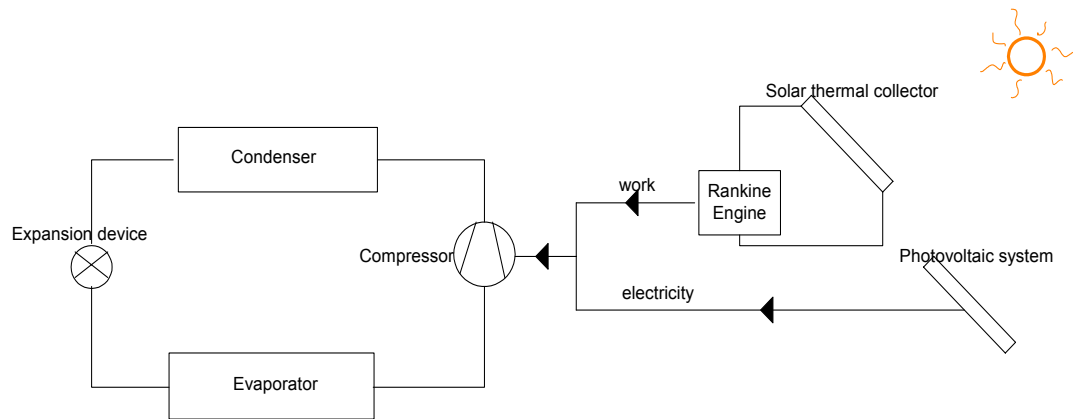 Solar thermal collector
Condenser
work
Rankine
Engine
Expansion device
Compressor
Photovoltaic system
electricity
Evaporator